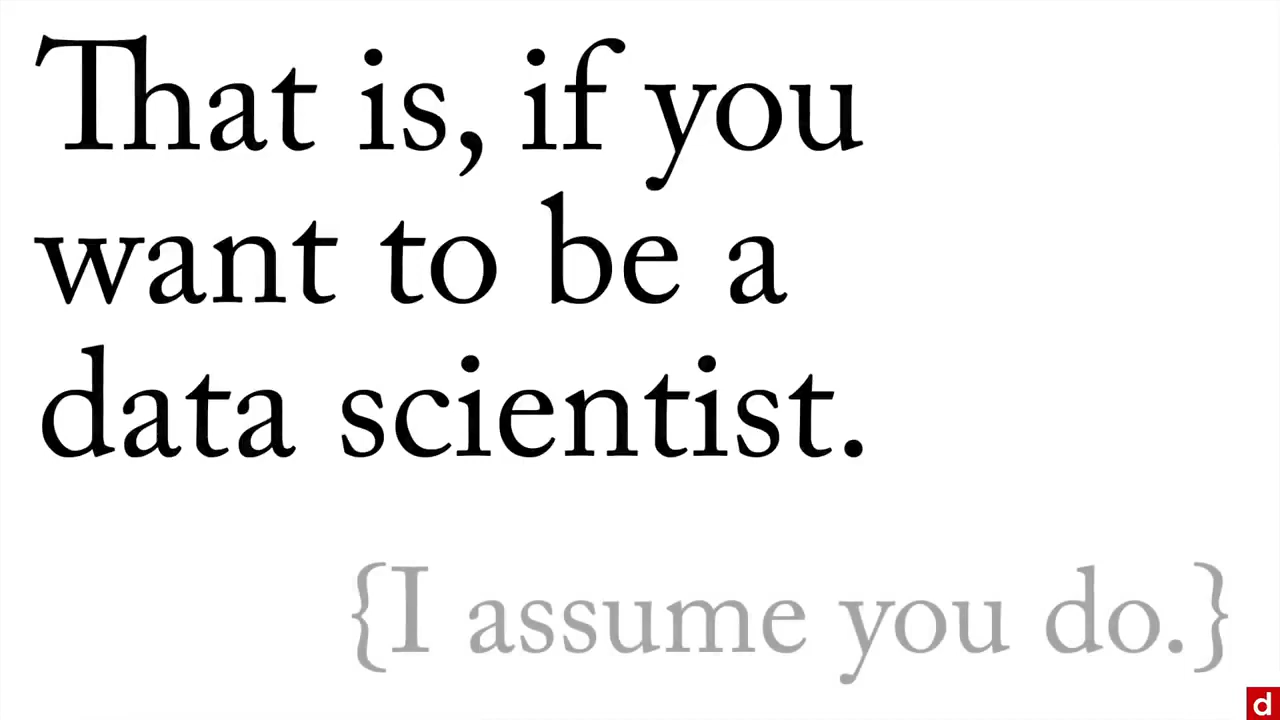 That is, if you
want to be a
data scientist.
{I assume you do.}
d